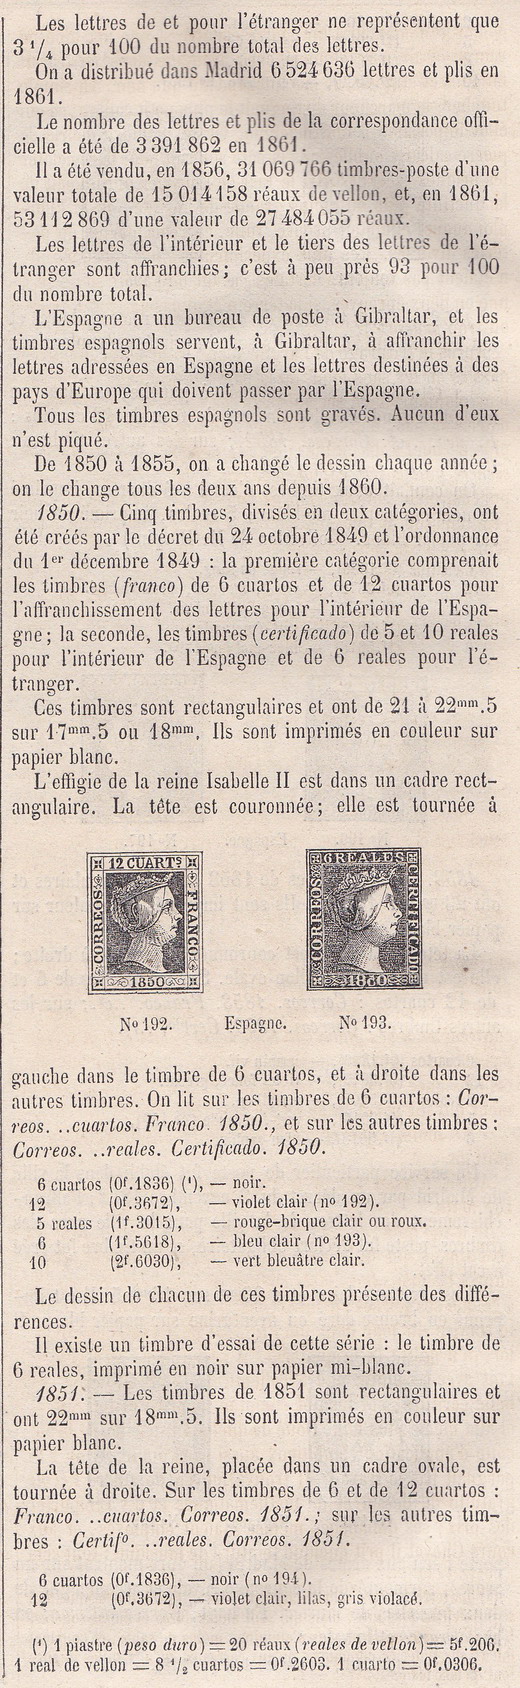 Les lettres de et pour l'étranger ne représentent que
3 1/4 pour 100 du nombre total des lettres.
On a distribué dans Madrid 6 524 636 lettres et plis en
1861.
Le nombre des lettres et plis de la correspondance offi-
cielle a été de 3 391 862 en 1861.
Il a été vendu, en 1856, 31 069 766 timbres-poste d'une
valeur totale de 15 014 158 réaux de vellon, et, en 1861,
53 112 869 d'une valeur de 27 484 055 réaux.
Les lettres de l'intérieur et le tiers des lettres de l'é-
tranger sont affranchies; c'est à peu près 93 pour 100
du nombre total.
L'Espagne a un bureau de poste à Gibraltar, et les
timbres espagnols servent, à Gibraltar, à affranchir les
lettres adressées en Espagne et les lettres destinées à des
pays d'Europe qui doivent passer par l'Espagne.
Tous les timbres espagnols sont gravés. Aucun d'eux
n'est piqué.
De 1850 à 1855, on a changé le dessin chaque année;
on le change tous les deux ans depuis 1860.
1850. — Cinq timbres, divisés en deux catégories, ont
été créés par le décret du 24 octobre 1849 et l'ordonnance
du 1er décembre 1849 : la première catégorie comprenait
les timbres (franco) de 6 cuartos et de 12 cuartos pour
l'affranchissement des lettres pour l'intérieur de l'Espa-
gne; la seconde, les timbres (certificado) de 5 et 10 reales
pour l'intérieur de l'Espagne et de 6 reales pour l'é-
tranger.
Ces timbres sont rectangulaires et ont de 21 à 22mm.5
sur 17mm.5 ou 18mm. Ils sont imprimés en couleur sur
papier blanc.
L'effigie de la reine Isabelle II est dans un cadre rect-
angulaire. La tête est couronnée; elle est tournée à
12 CUARTS
CORREOS
FRANCO
1850
6 REALES
CORREOS
CERTIFICADO
1850
No 192. Espagne. No 193.
gauche dans le timbre de 6 cuartos, et à droite dans les
autres timbres. On lit sur les timbres de 6 cuartos : Cor-
reos. ..cuartos. Franco. 1850., et sur les autres timbres :
Correos. ..reales. Certificado. 1850.
6 cuartos (0f.1836) (1), — noir.
12 (0f.3672), — violet clair (no 192).
5 reales (1f.3015), — rouge-brique clair ou roux.
6 (1f.5618), — bleu clair (no 193).
10 (2f.6030), — vert bleuâtre clair.
Le dessin de chacun de ces timbres présente des diffé-
rences.
Il existe un timbre d'essai de cette série : le timbre de
6 reales, imprimé en noir sur papier mi-blanc.
1851. — Les timbres de 1851 sont rectangulaires et
ont 22mm sur 18mm.5. Ils sont imprimés en couleur sur
papier blanc.
La tête de la reine, placée dans un cadre ovale, est
tournée à droite. Sur les timbres de 6 et de 12 cuartos :
Franco. ..cuartos. Correos. 1851.; sur les autres tim-
bres : Certifo. ..reales. Correos. 1851.
6 cuartos (0f.1836), — noir (no 194).
12 (0f.3672), — violet clair, lilas, gris violacé.
(1) 1 piastre (peso duro) = 20 réaux (reales de vellon) = 5f.206.
1 real de vellon = 8 1/2 cuartos = 0f.2603. 1 cuarto = 0f.0306.